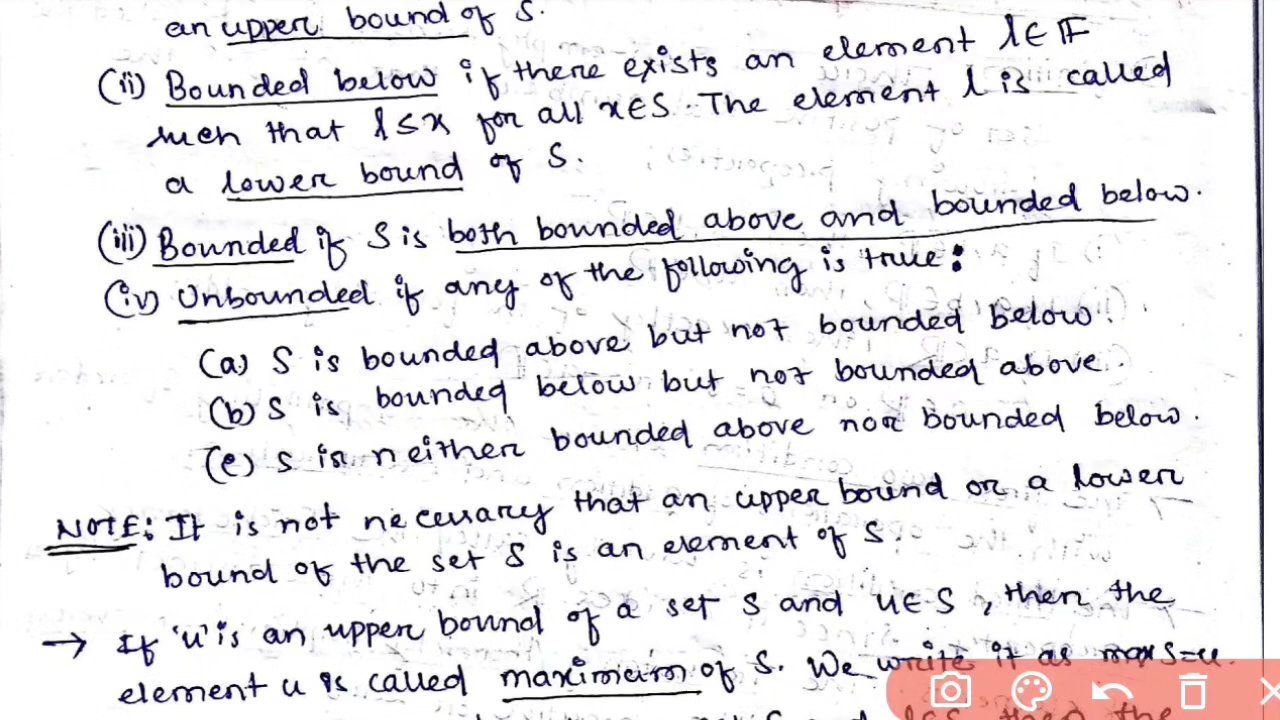 an upper bound of S.
(ii) Bounded below if there exists an element l ∈ 𝔽
such that l ≤ x for all x ∈ S. The element l is called
a lower bound of S.
(iii) Bounded if S is both bounded above and bounded below.
(iv) Unbounded if any of the following is true:
(a) S is bounded above but not bounded below.
(b) S is bounded below but not bounded above.
(c) S is neither bounded above nor bounded below.
NOTE: It is not necessary that an upper bound or a lower
bound of the set S is an element of S.
→ If 'u' is an upper bound of a set S and u ∈ S, then the
element u is called maximum of S. We write it as max S = u.